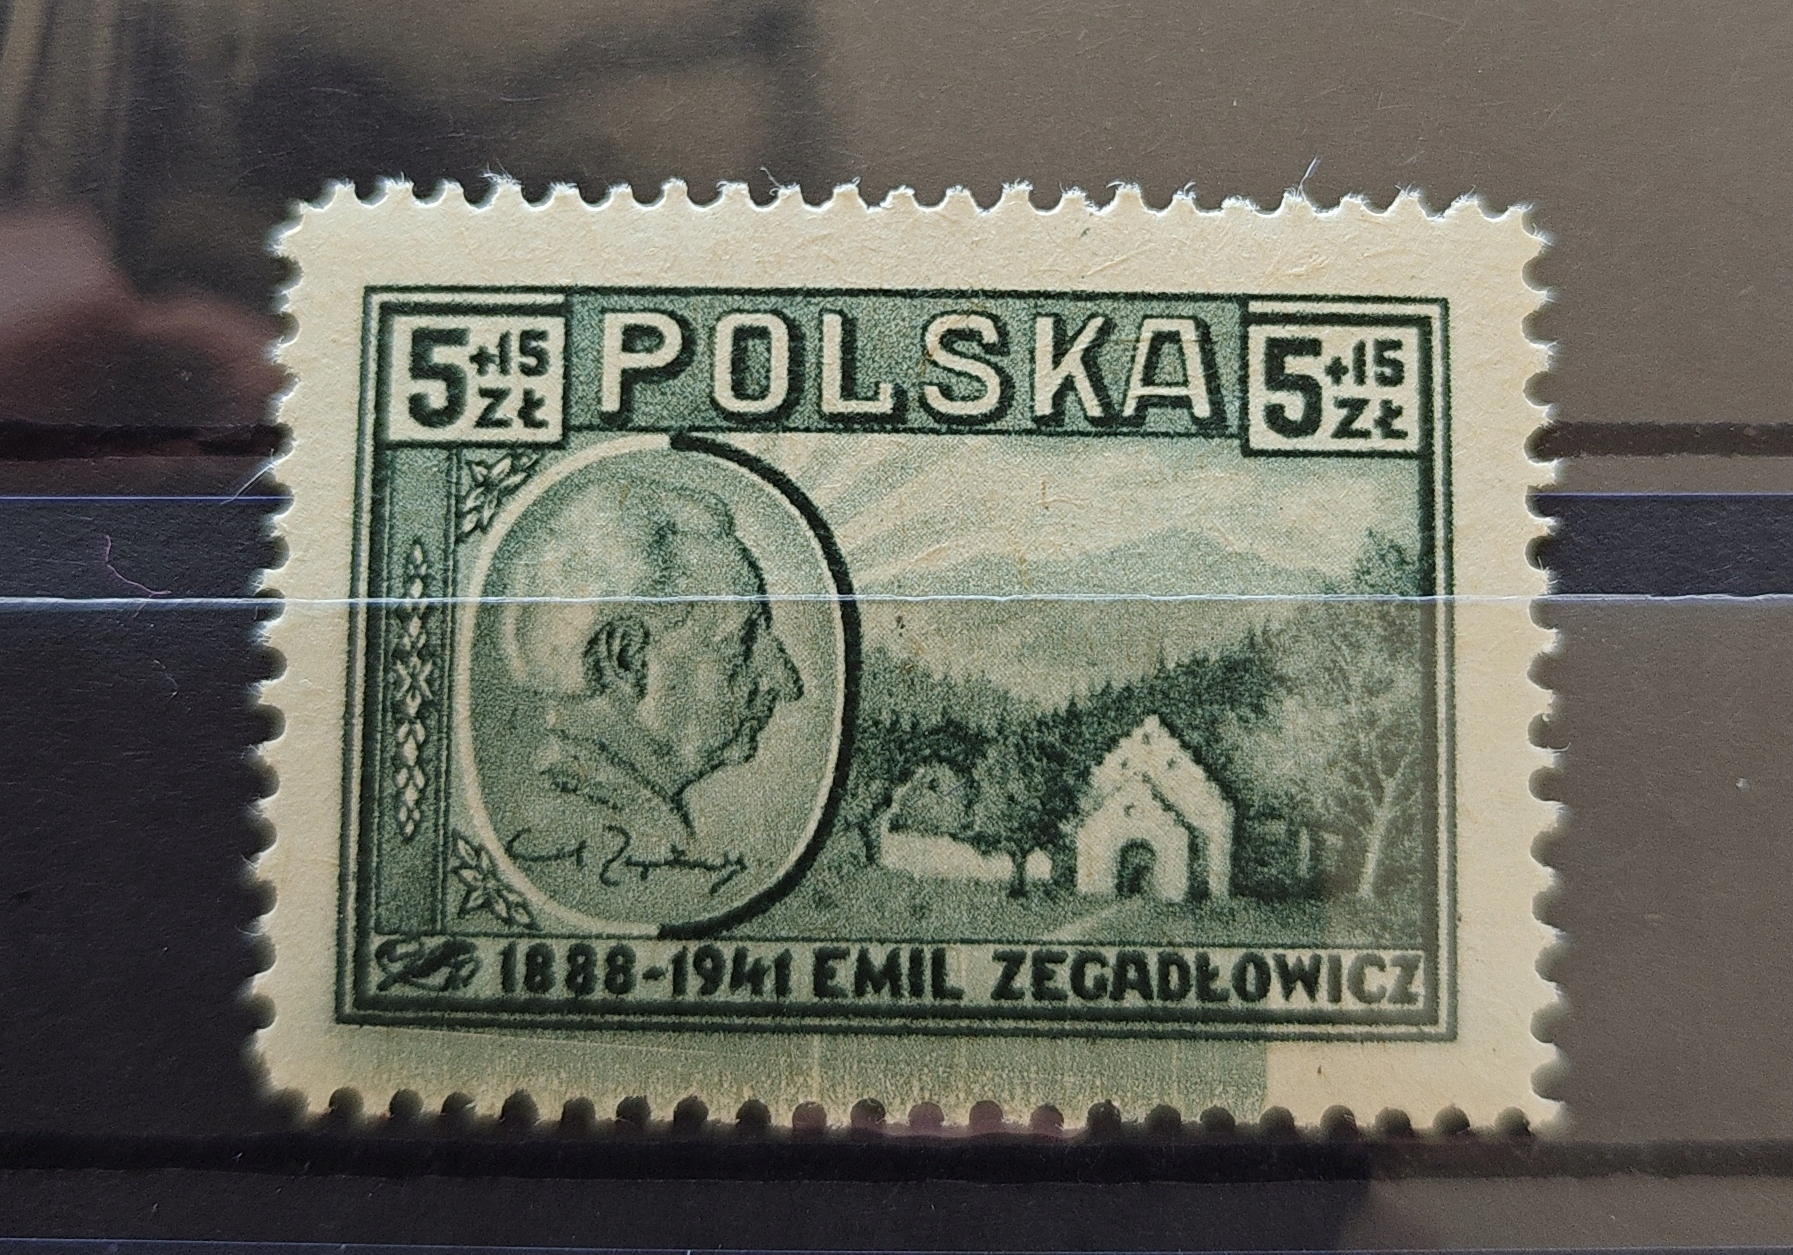 5 +15 ZŁ POLSKA 5 +15 ZŁ
1888-1941 EMIL ZEGADŁOWICZ